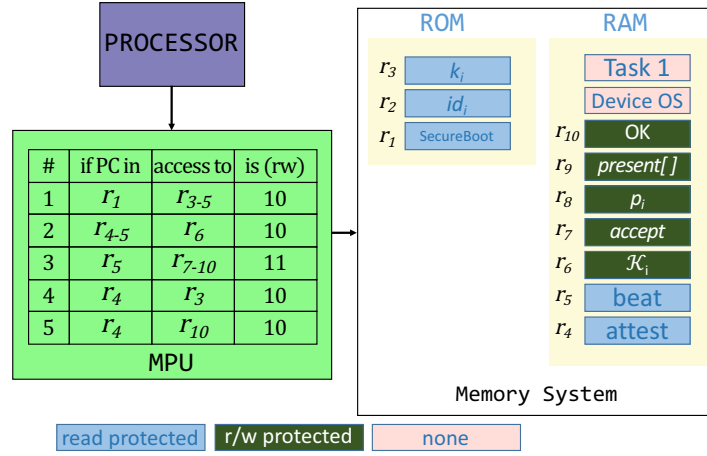 PROCESSOR
# if PC in access to is (rw)
1 r1 r3-5 10
2 r4-5 r6 10
3 r5 r7-10 11
4 r4 r3 10
5 r4 r10 10
MPU
ROM
r3 ki
r2 idi
r1 SecureBoot
RAM
Task 1
Device OS
r10 OK
r9 present[ ]
r8 pi
r7 accept
r6 𝒦i
r5 beat
r4 attest
Memory System
read protected r/w protected none